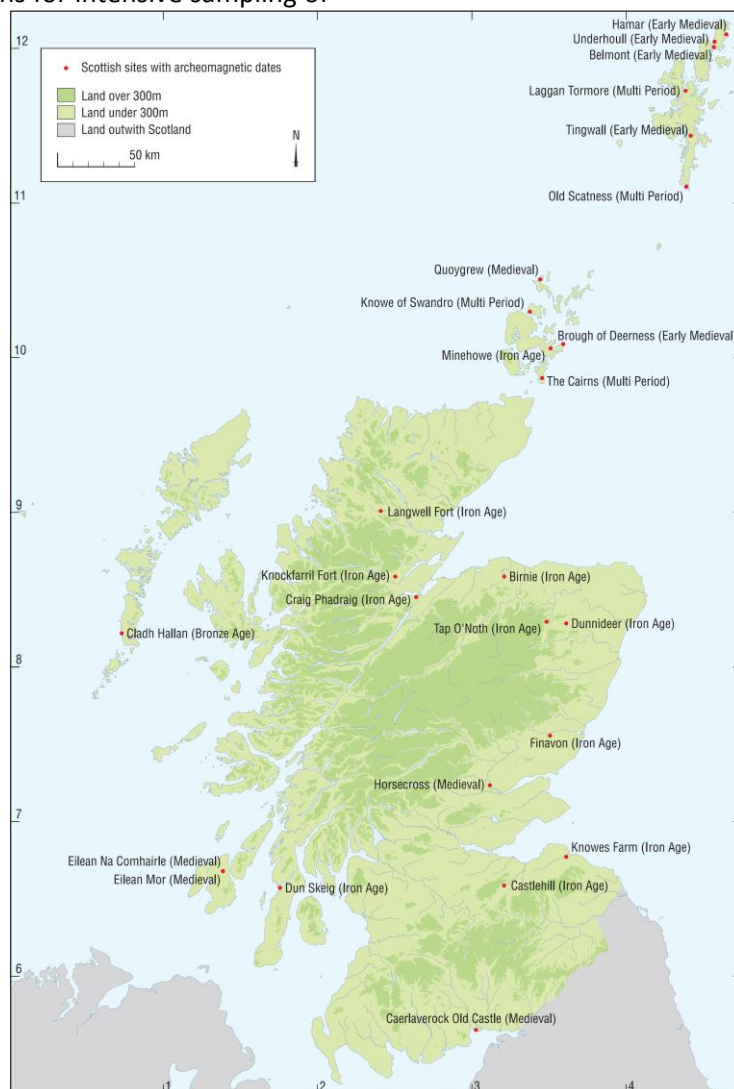 ns for intensive sampling of
Hamar (Early Medieval)
12
Underhoull (Early Medieval)
Belmont (Early Medieval)
Scottish sites with archeomagnetic dates
Land over 300m
Land under 300m
Land outwith Scotland
N
50 km
Laggan Tormore (Multi Period)
Tingwall (Early Medieval)
11
Old Scatness (Multi Period)
Quoygrew (Medieval)
Knowe of Swandro (Multi Period)
Brough of Deerness (Early Medieval)
10
Minehowe (Iron Age)
The Cairns (Multi Period)
9
Langwell Fort (Iron Age)
Knockfarril Fort (Iron Age)
Birnie (Iron Age)
Craig Phadraig (Iron Age)
Tap O'Noth (Iron Age)
Dunnideer (Iron Age)
Cladh Hallan (Bronze Age)
8
Finavon (Iron Age)
Horsecross (Medieval)
7
Knowes Farm (Iron Age)
Eilean Na Comhairle (Medieval)
Eilean Mor (Medieval)
Dun Skeig (Iron Age)
Castlehill (Iron Age)
6
Caerlaverock Old Castle (Medieval)
1
2
3
4